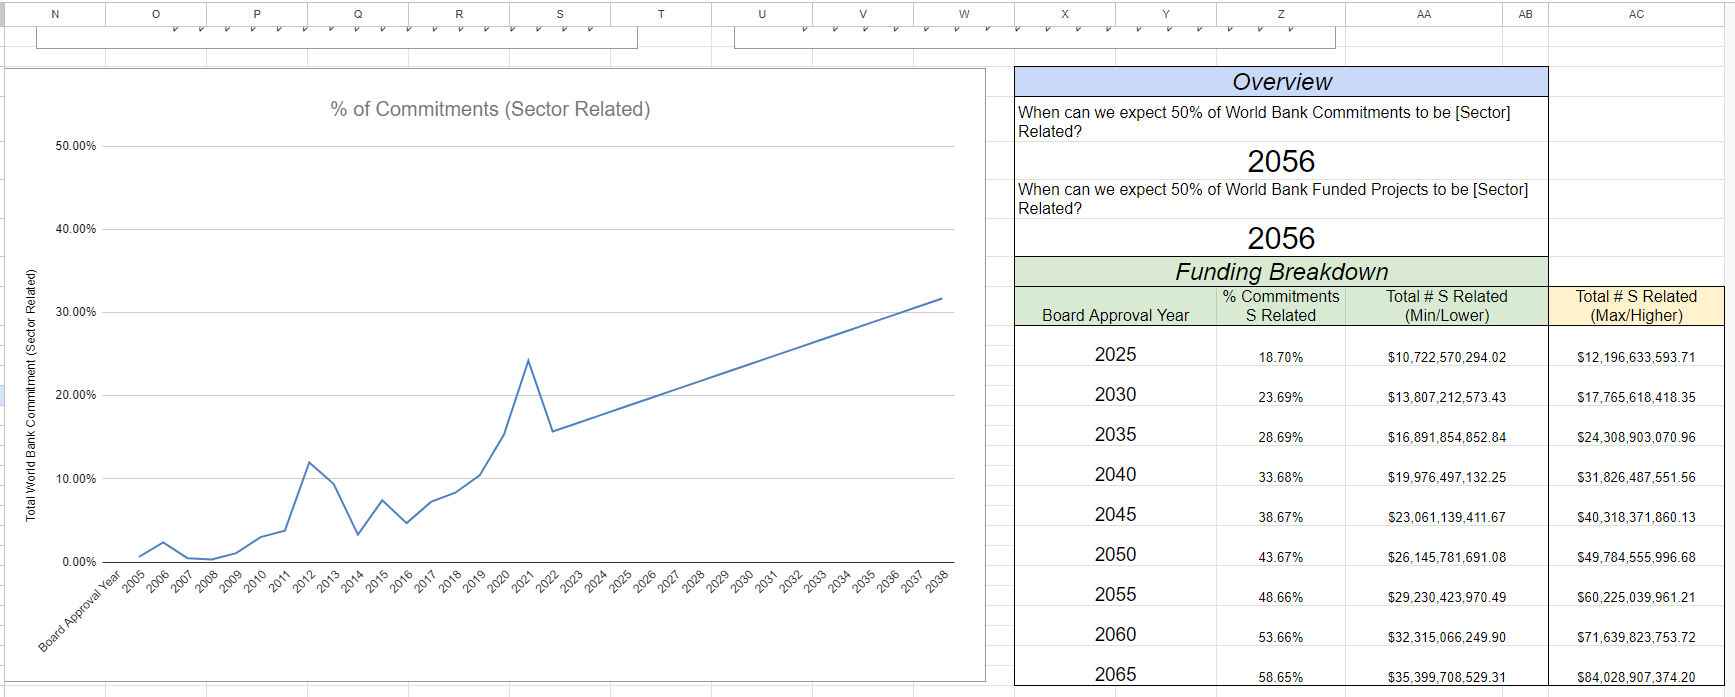 N O P Q R S T U V W X Y Z AA AB AC
% of Commitments (Sector Related)
50.00%
40.00%
30.00%
20.00%
10.00%
0.00%
Total World Bank Commitment (Sector Related)
Board Approval Year 2005 2006 2007 2008 2009 2010 2011 2012 2013 2014 2015 2016 2017 2018 2019 2020 2021 2022 2023 2024 2025 2026 2027 2028 2029 2030 2031 2032 2033 2034 2035 2036 2037 2038
Overview
When can we expect 50% of World Bank Commitments to be [Sector]
Related?
2056
When can we expect 50% of World Bank Funded Projects to be [Sector]
Related?
2056
Funding Breakdown
% Commitments Total # S Related Total # S Related
Board Approval Year S Related (Min/Lower) (Max/Higher)
2025 18.70% $10,722,570,294.02 $12,196,633,593.71
2030 23.69% $13,807,212,573.43 $17,765,618,418.35
2035 28.69% $16,891,854,852.84 $24,308,903,070.96
2040 33.68% $19,976,497,132.25 $31,826,487,551.56
2045 38.67% $23,061,139,411.67 $40,318,371,860.13
2050 43.67% $26,145,781,691.08 $49,784,555,996.68
2055 48.66% $29,230,423,970.49 $60,225,039,961.21
2060 53.66% $32,315,066,249.90 $71,639,823,753.72
2065 58.65% $35,399,708,529.31 $84,028,907,374.20